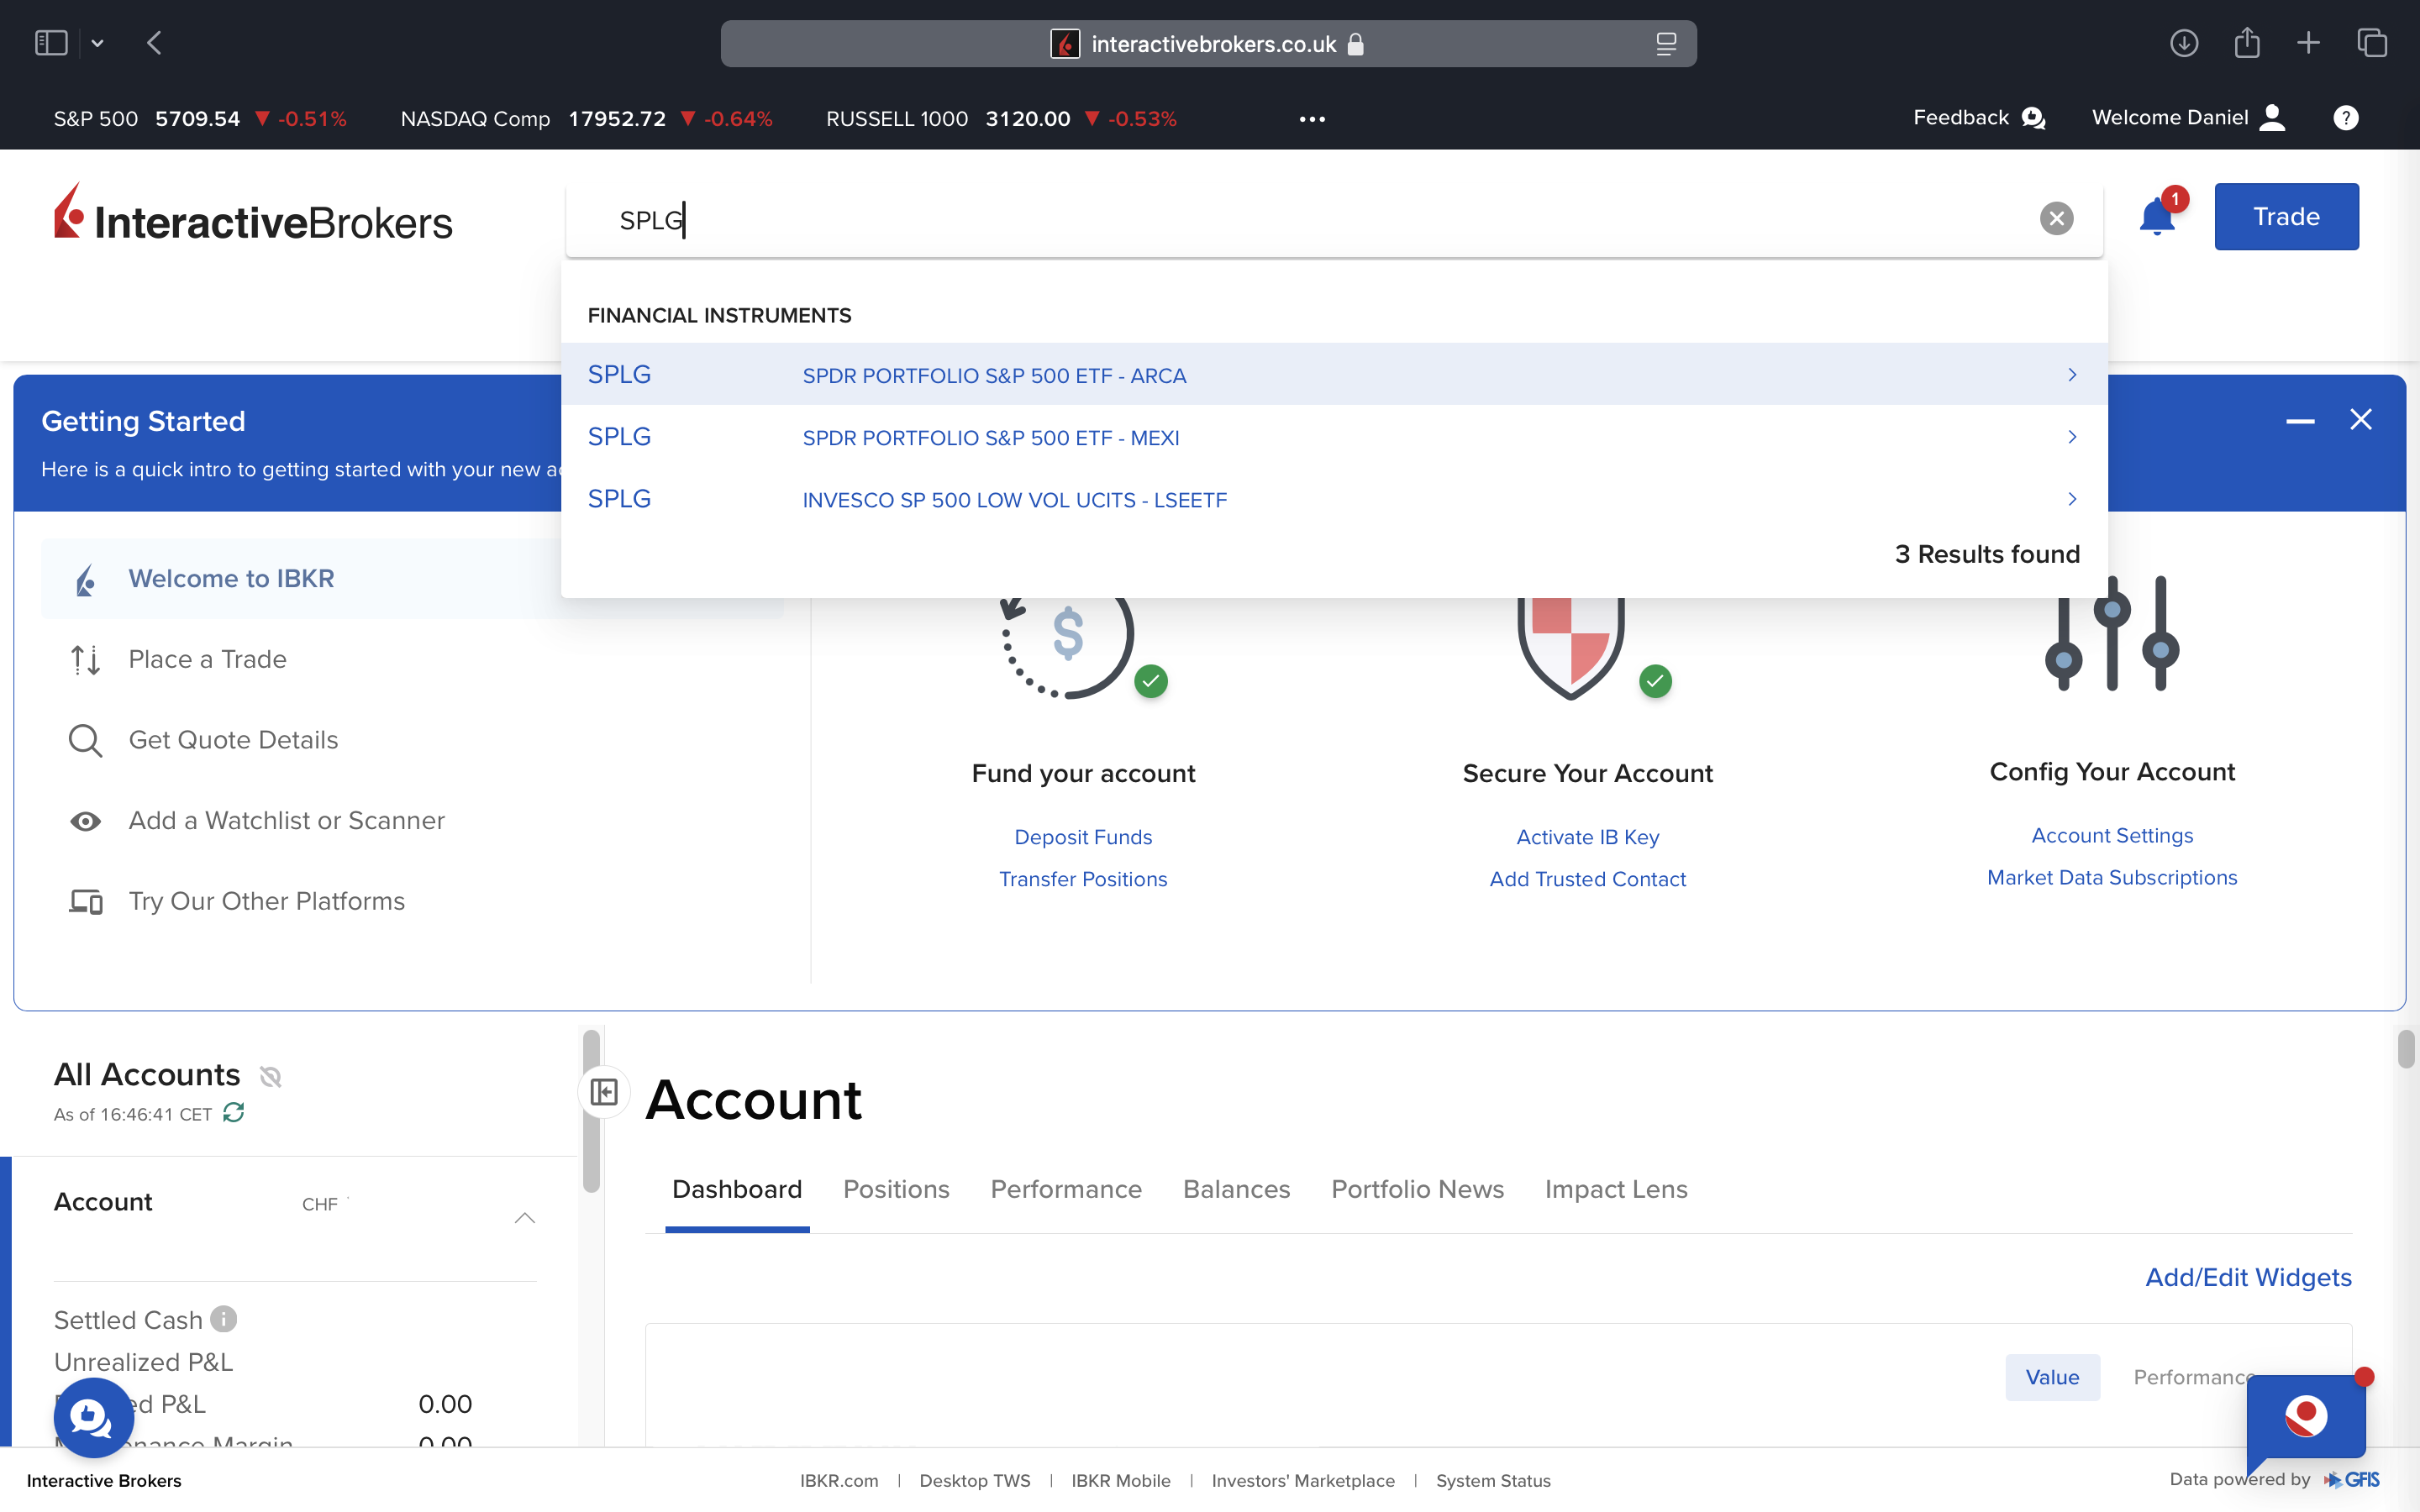 interactivebrokers.co.uk
S&P 500 5709.54 ▼ -0.51% NASDAQ Comp 17952.72 ▼ -0.64% RUSSELL 1000 3120.00 ▼ -0.53% ••• Feedback Welcome Daniel ?
InteractiveBrokers
SPLG
1
Trade
FINANCIAL INSTRUMENTS
SPLG SPDR PORTFOLIO S&P 500 ETF - ARCA
SPLG SPDR PORTFOLIO S&P 500 ETF - MEXI
SPLG INVESCO SP 500 LOW VOL UCITS - LSEETF
3 Results found
Getting Started
Here is a quick intro to getting started with your new
Welcome to IBKR
Place a Trade
Get Quote Details
Add a Watchlist or Scanner
Try Our Other Platforms
$
Fund your account
Deposit Funds
Transfer Positions
Secure Your Account
Activate IB Key
Add Trusted Contact
Config Your Account
Account Settings
Market Data Subscriptions
All Accounts
As of 16:46:41 CET
Account CHF
Settled Cash i
Unrealized P&L
ed P&L 0.00
Margin 0.00
Account
Dashboard Positions Performance Balances Portfolio News Impact Lens
Add/Edit Widgets
Value Performance
Interactive Brokers
IBKR.com | Desktop TWS | IBKR Mobile | Investors' Marketplace | System Status
Data powered by GFIS